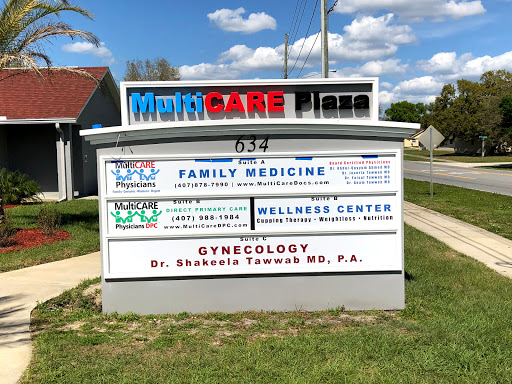 MultiCARE Plaza
634
Suite A
MultiCARE
Physicians
FAMILY MEDICINE
(407)878-7990 | www.MultiCareDocs.com
Board Certified Physicians
Suite B
MultiCARE
Physicians DPC
DIRECT PRIMARY CARE
(407) 988-1984
www.MultiCareDPC.com
Suite B
WELLNESS CENTER
Cupping Therapy • Weightloss • Nutrition
Suite C
GYNECOLOGY
Dr. Shakeela Tawwab MD, P.A.